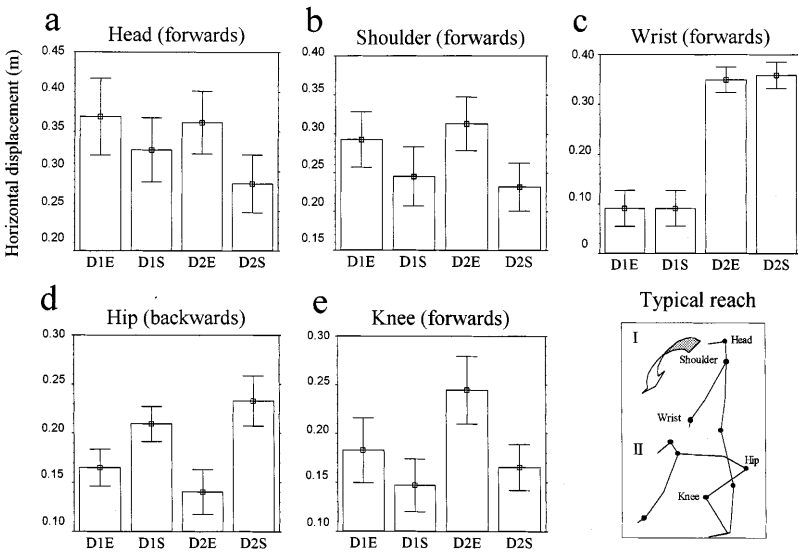 a
Head (forwards)
Horizontal displacement (m)
0.45
0.40
0.35
0.30
0.25
0.20
D1E D1S D2E D2S
b
Shoulder (forwards)
0.40
0.35
0.30
0.25
0.20
0.15
D1E D1S D2E D2S
c
Wrist (forwards)
0.40
0.30
0.20
0.10
0
D1E D1S D2E D2S
d
Hip (backwards)
0.30
0.25
0.20
0.15
0.10
D1E D1S D2E D2S
e
Knee (forwards)
0.30
0.25
0.20
0.15
0.10
D1E D1S D2E D2S
Typical reach
I
Head
Shoulder
Wrist
II
Hip
Knee